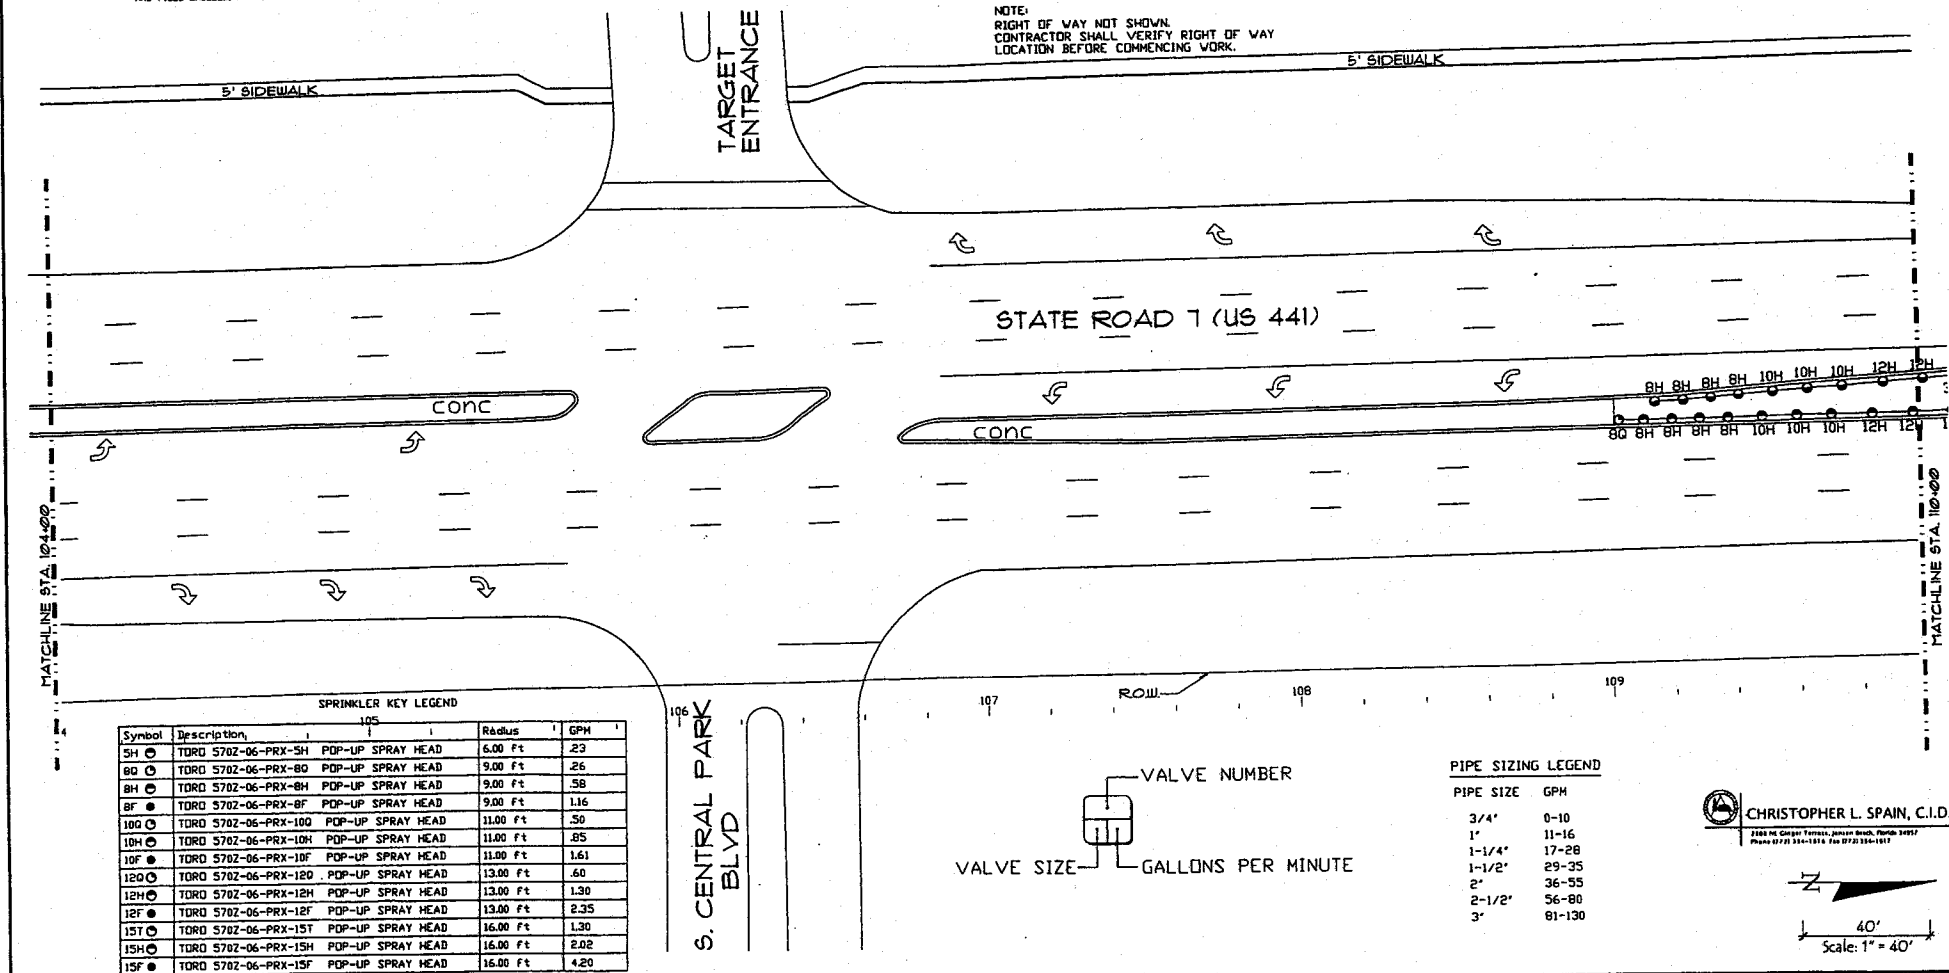 NOTE:
RIGHT OF WAY NOT SHOWN.
CONTRACTOR SHALL VERIFY RIGHT OF WAY
LOCATION BEFORE COMMENCING WORK.
5' SIDEWALK
5' SIDEWALK
TARGET
ENTRANCE
STATE ROAD 7 (US 441)
conc
conc
8H 8H 8H 8H 10H 10H 10H 12H 12H
8Q 8H 8H 8H 8H 10H 10H 10H 12H
MATCHLINE STA. 104+00
MATCHLINE STA. 110+00
R.O.W.
105
106
107
108
109
S. CENTRAL PARK
BLVD
SPRINKLER KEY LEGEND
Symbol Description Radius GPM
5H TORO 570Z-06-PRX-5H POP-UP SPRAY HEAD 6.00 ft .23
8Q TORO 570Z-06-PRX-8Q POP-UP SPRAY HEAD 9.00 ft .26
8H TORO 570Z-06-PRX-8H POP-UP SPRAY HEAD 9.00 ft .58
8F TORO 570Z-06-PRX-8F POP-UP SPRAY HEAD 9.00 ft 1.16
10Q TORO 570Z-06-PRX-10Q POP-UP SPRAY HEAD 11.00 ft .50
10H TORO 570Z-06-PRX-10H POP-UP SPRAY HEAD 11.00 ft .85
10F TORO 570Z-06-PRX-10F POP-UP SPRAY HEAD 11.00 ft 1.61
12Q TORO 570Z-06-PRX-12Q POP-UP SPRAY HEAD 13.00 ft .60
12H TORO 570Z-06-PRX-12H POP-UP SPRAY HEAD 13.00 ft 1.30
12F TORO 570Z-06-PRX-12F POP-UP SPRAY HEAD 13.00 ft 2.35
15T TORO 570Z-06-PRX-15T POP-UP SPRAY HEAD 16.00 ft 1.30
15H TORO 570Z-06-PRX-15H POP-UP SPRAY HEAD 16.00 ft 2.02
15F TORO 570Z-06-PRX-15F POP-UP SPRAY HEAD 16.00 ft 4.20
VALVE NUMBER
VALVE SIZE
GALLONS PER MINUTE
PIPE SIZING LEGEND
PIPE SIZE GPM
3/4" 0-10
1" 11-16
1-1/4" 17-28
1-1/2" 29-35
2" 36-55
2-1/2" 56-80
3" 81-130
CHRISTOPHER L. SPAIN, C.I.D.
N
40'
Scale: 1" = 40'